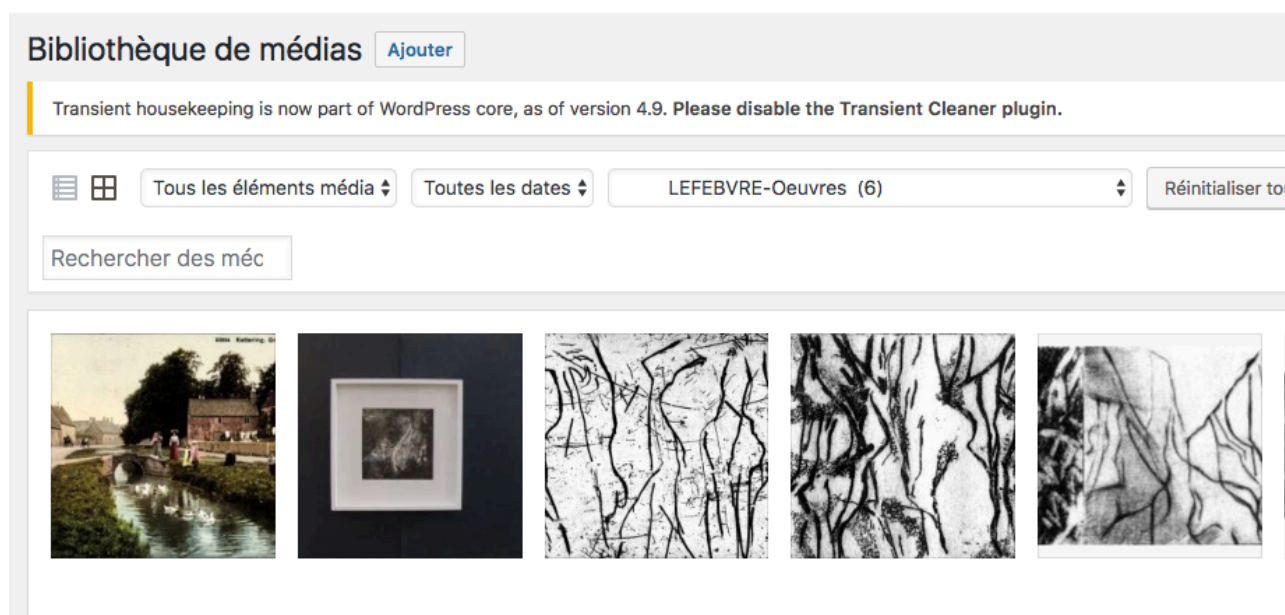 Bibliothèque de médias Ajouter
Transient housekeeping is now part of WordPress core, as of version 4.9. Please disable the Transient Cleaner plugin.
Tous les éléments média Toutes les dates LEFEBVRE-Oeuvres (6) Réinitialiser to
Rechercher des méc
Kettering, G